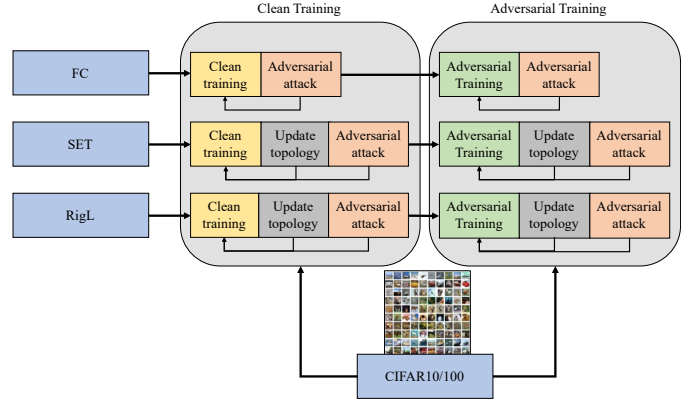 Clean Training
Adversarial Training
FC
Clean
training
Adversarial
attack
Adversarial
Training
Adversarial
attack
SET
Clean
training
Update
topology
Adversarial
attack
Adversarial
Training
Update
topology
Adversarial
attack
RigL
Clean
training
Update
topology
Adversarial
attack
Adversarial
Training
Update
topology
Adversarial
attack
CIFAR10/100